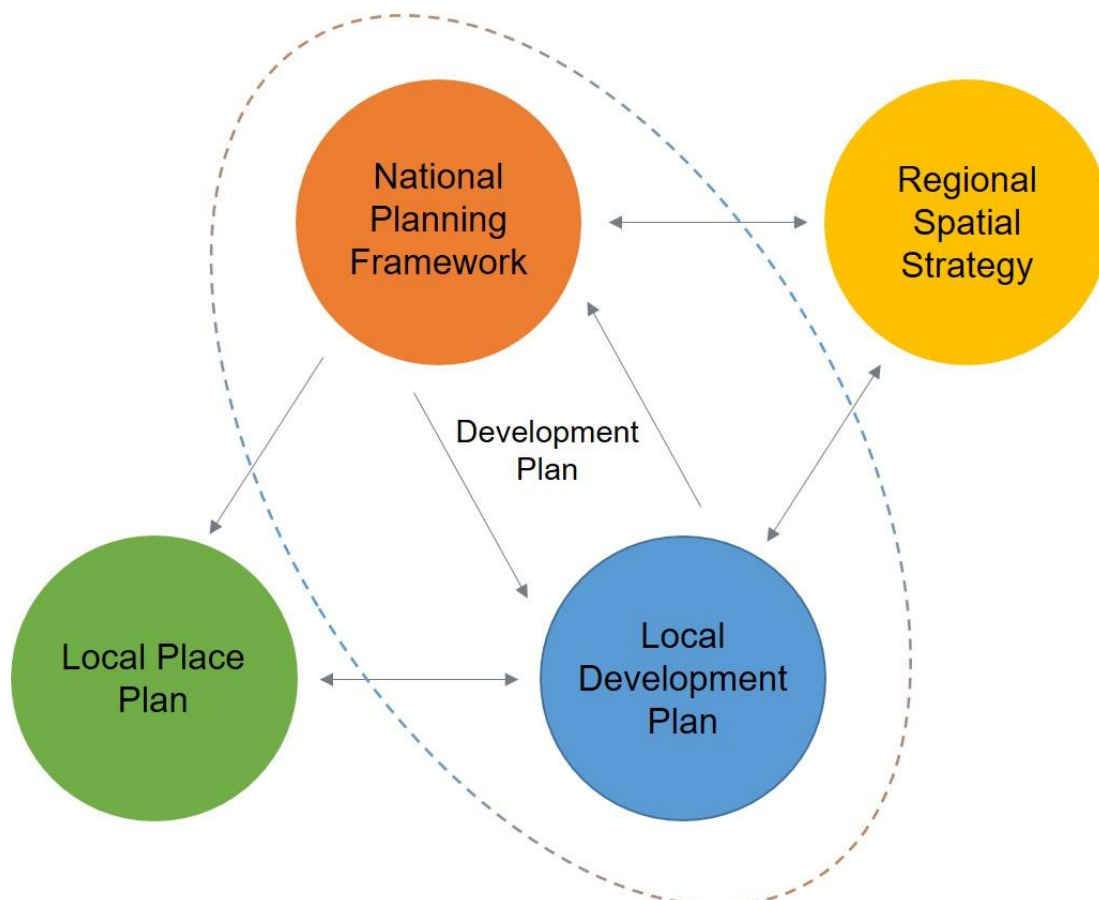 National
Planning
Framework
Regional
Spatial
Strategy
Development
Plan
Local Place
Plan
Local
Development
Plan